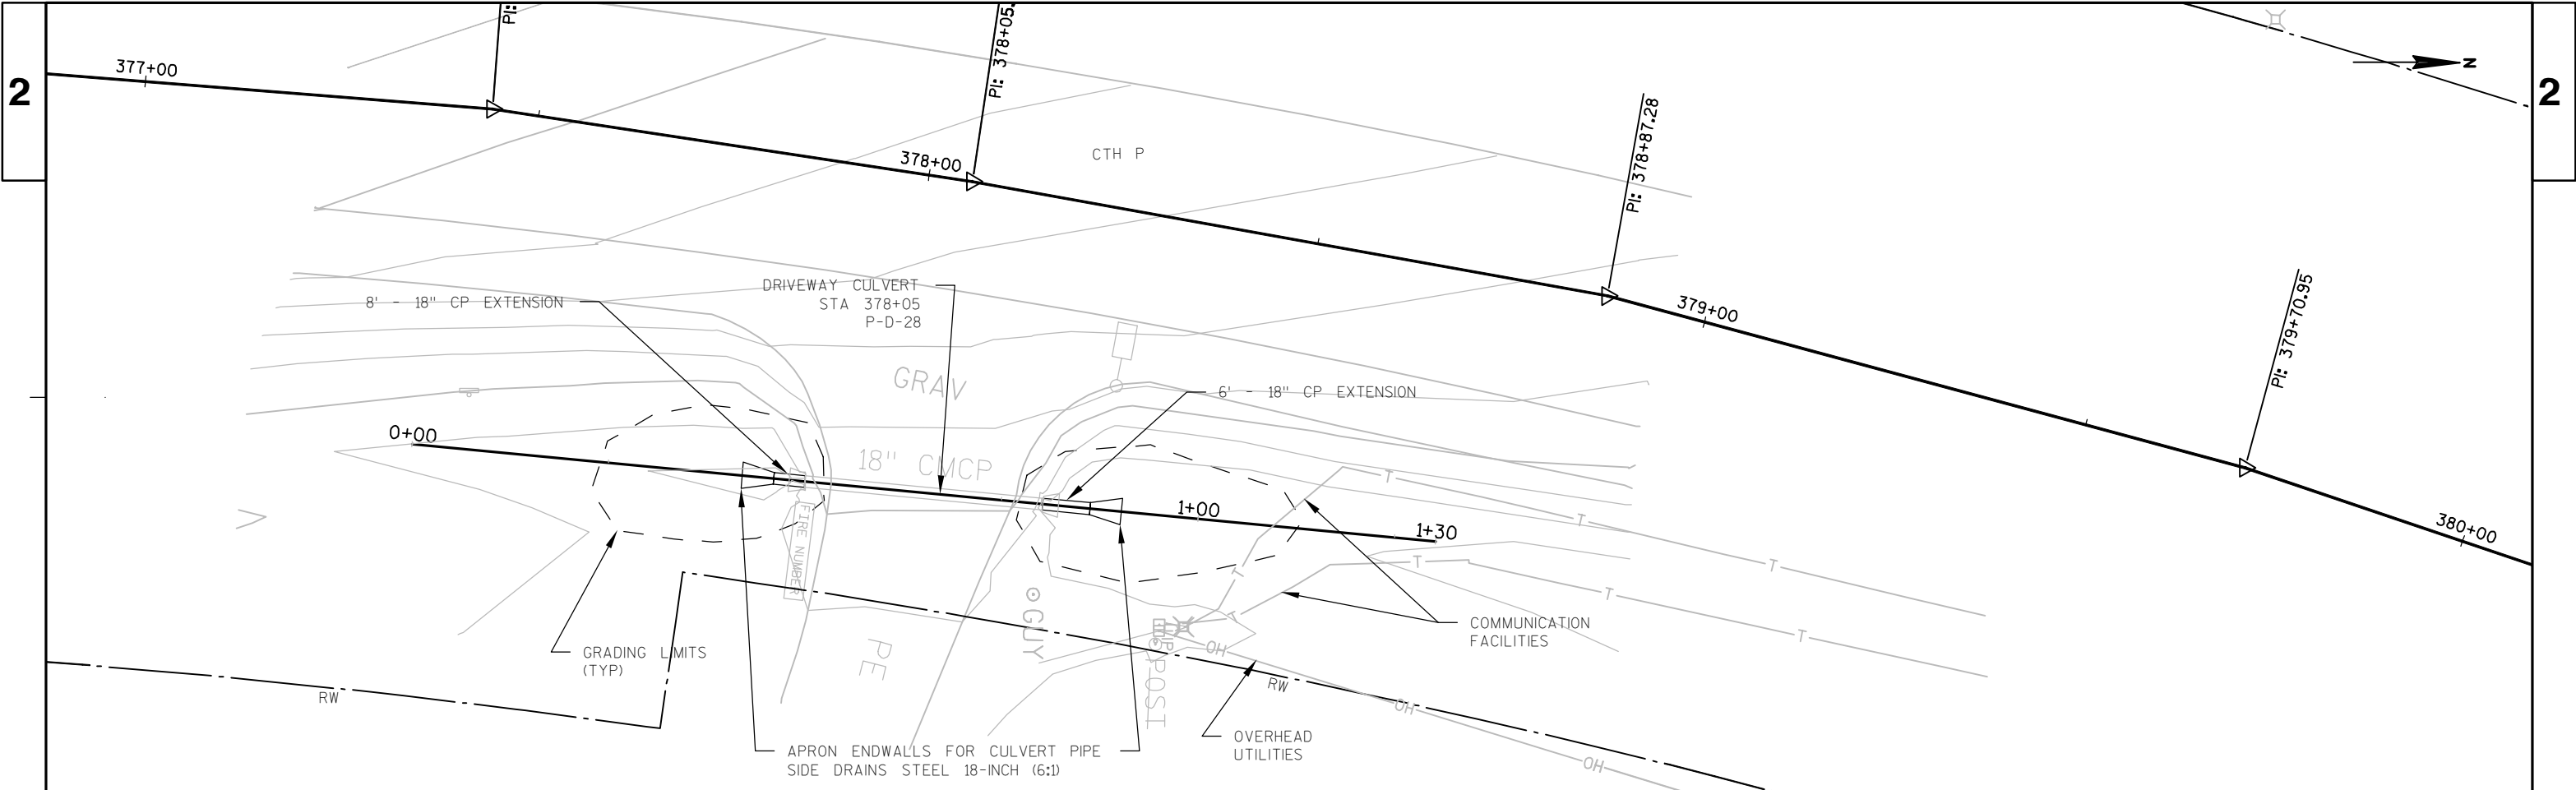 2
2
PI:
PI: 378+05.
N
377+00
378+00
CTH P
PI: 378+87.28
379+00
PI: 379+70.95
380+00
8' - 18" CP EXTENSION
DRIVEWAY CULVERT
STA 378+05
P-D-28
GRAV
6' - 18" CP EXTENSION
0+00
18" CMCP
1+00
1+30
FIRE NUMBER
GUY
PE
POST
GRADING LIMITS
(TYP)
COMMUNICATION
FACILITIES
T
T
T
T
T
T
T
T
OH
OH
OH
RW
RW
APRON ENDWALLS FOR CULVERT PIPE
SIDE DRAINS STEEL 18-INCH (6:1)
OVERHEAD
UTILITIES